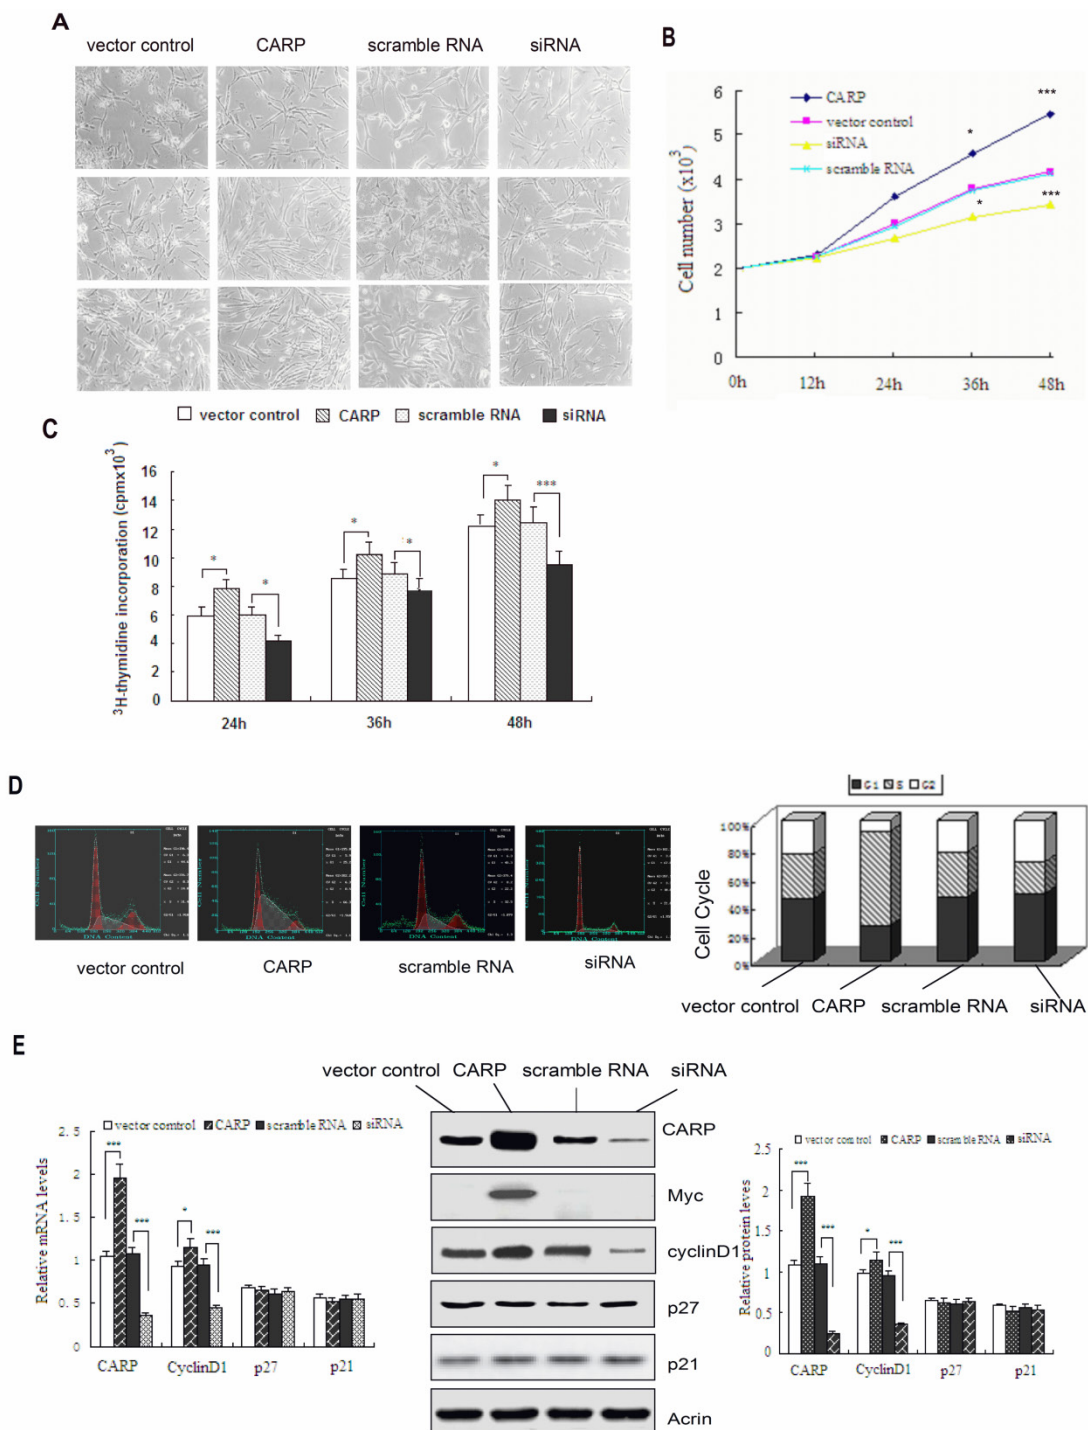 A
vector control CARP scramble RNA siRNA
B
Cell number (x10³)
6
5
4
3
2
1
0
0h 12h 24h 36h 48h
CARP
vector control
siRNA
scramble RNA
* ***
* ***
C
vector control CARP scramble RNA siRNA
³H-thymidine incorporation (cpmx10³)
16
14
12
10
8
6
4
2
0
* * * * * ***
24h 36h 48h
D
Cell Number
DNA Content
vector control CARP scramble RNA siRNA
G1 S G2
Cell Cycle
100%
80%
60%
40%
20%
0%
vector control CARP scramble RNA siRNA
E
vector comtrol CARP scramble RNA siRNA
Relative mRNA levels
2.5
2
1.5
1
0.5
0
*** *** * ***
CARP CyclinD1 p27 p21
vector control CARP scramble RNA siRNA
CARP
Myc
cyclinD1
p27
p21
Acrin
vector comtrol CARP scramble RNA siRNA
Relative protein leves
2.5
2
1.5
1
0.5
0
*** *** * ***
CARP CyclinD1 p27 p21